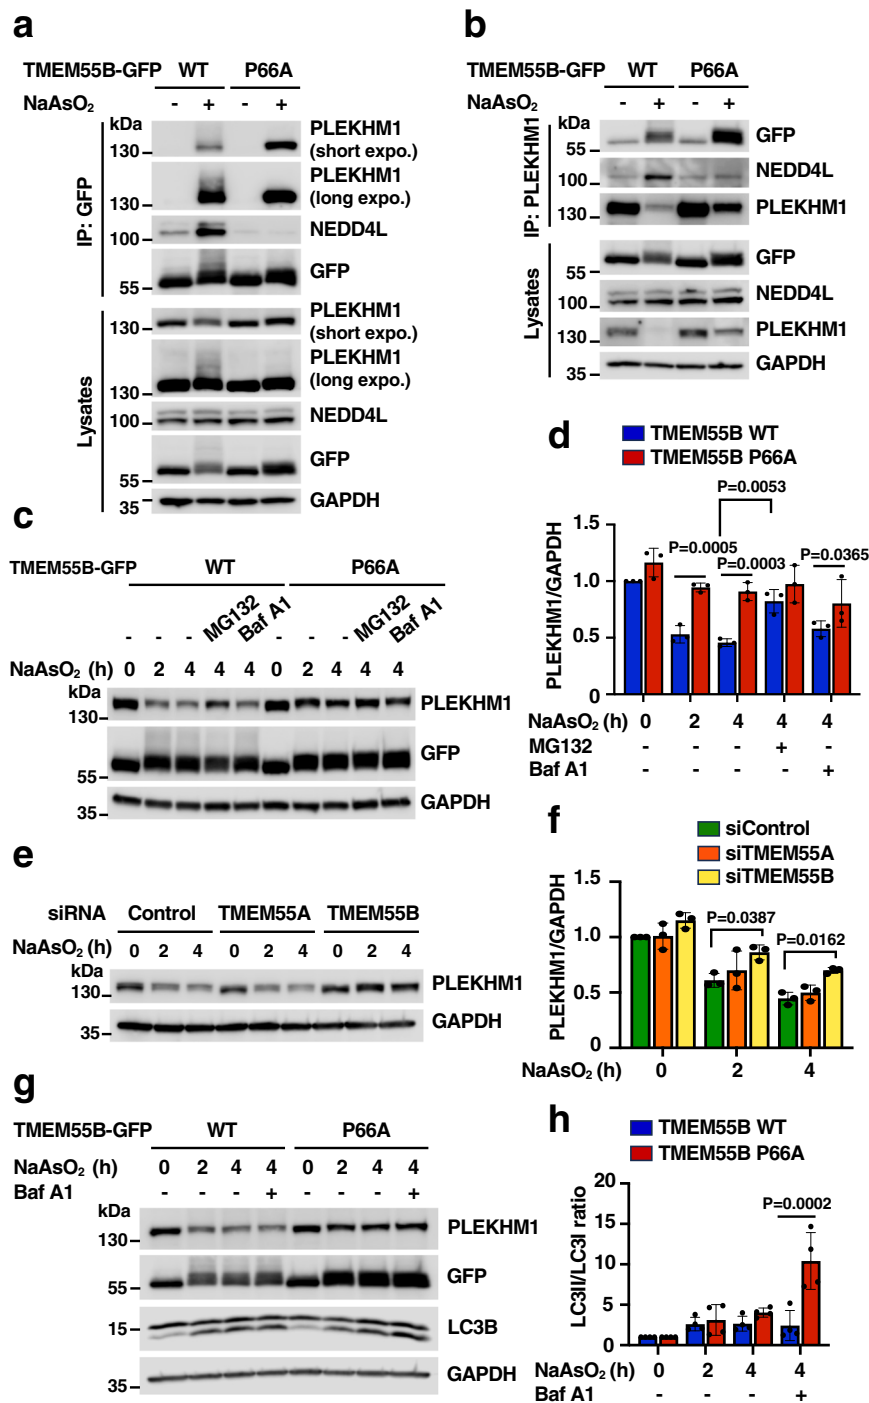 a
TMEM55B-GFP WT P66A
NaAsO₂ - + - +
kDa
IP: GFP
130 PLEKHM1 (short expo.)
130 PLEKHM1 (long expo.)
100 NEDD4L
55 GFP
Lysates
130 PLEKHM1 (short expo.)
130 PLEKHM1 (long expo.)
100 NEDD4L
55 GFP
35 GAPDH
b
TMEM55B-GFP WT P66A
NaAsO₂ - + - +
kDa
IP: PLEKHM1
55 GFP
100 NEDD4L
130 PLEKHM1
Lysates
55 GFP
100 NEDD4L
130 PLEKHM1
35 GAPDH
c
TMEM55B-GFP WT P66A
- - - MG132 Baf A1 - - - MG132 Baf A1
NaAsO₂ (h) 0 2 4 4 4 0 2 4 4 4
kDa
130 PLEKHM1
55 GFP
35 GAPDH
d
TMEM55B WT
TMEM55B P66A
P=0.0053
P=0.0005
P=0.0003
P=0.0365
PLEKHM1/GAPDH
1.5
1.0
0.5
0
NaAsO₂ (h) 0 2 4 4 4
MG132 - - - + -
Baf A1 - - - - +
e
siRNA Control TMEM55A TMEM55B
NaAsO₂ (h) 0 2 4 0 2 4 0 2 4
kDa
130 PLEKHM1
35 GAPDH
f
siControl
siTMEM55A
siTMEM55B
P=0.0387
P=0.0162
PLEKHM1/GAPDH
1.5
1.0
0.5
0
NaAsO₂ (h) 0 2 4
g
TMEM55B-GFP WT P66A
NaAsO₂ (h) 0 2 4 4 0 2 4 4
Baf A1 - - - + - - - +
kDa
130 PLEKHM1
55 GFP
15 LC3B
35 GAPDH
h
TMEM55B WT
TMEM55B P66A
P=0.0002
LC3II/LC3I ratio
20
15
10
5
0
NaAsO₂ (h) 0 2 4 4
Baf A1 - - - +